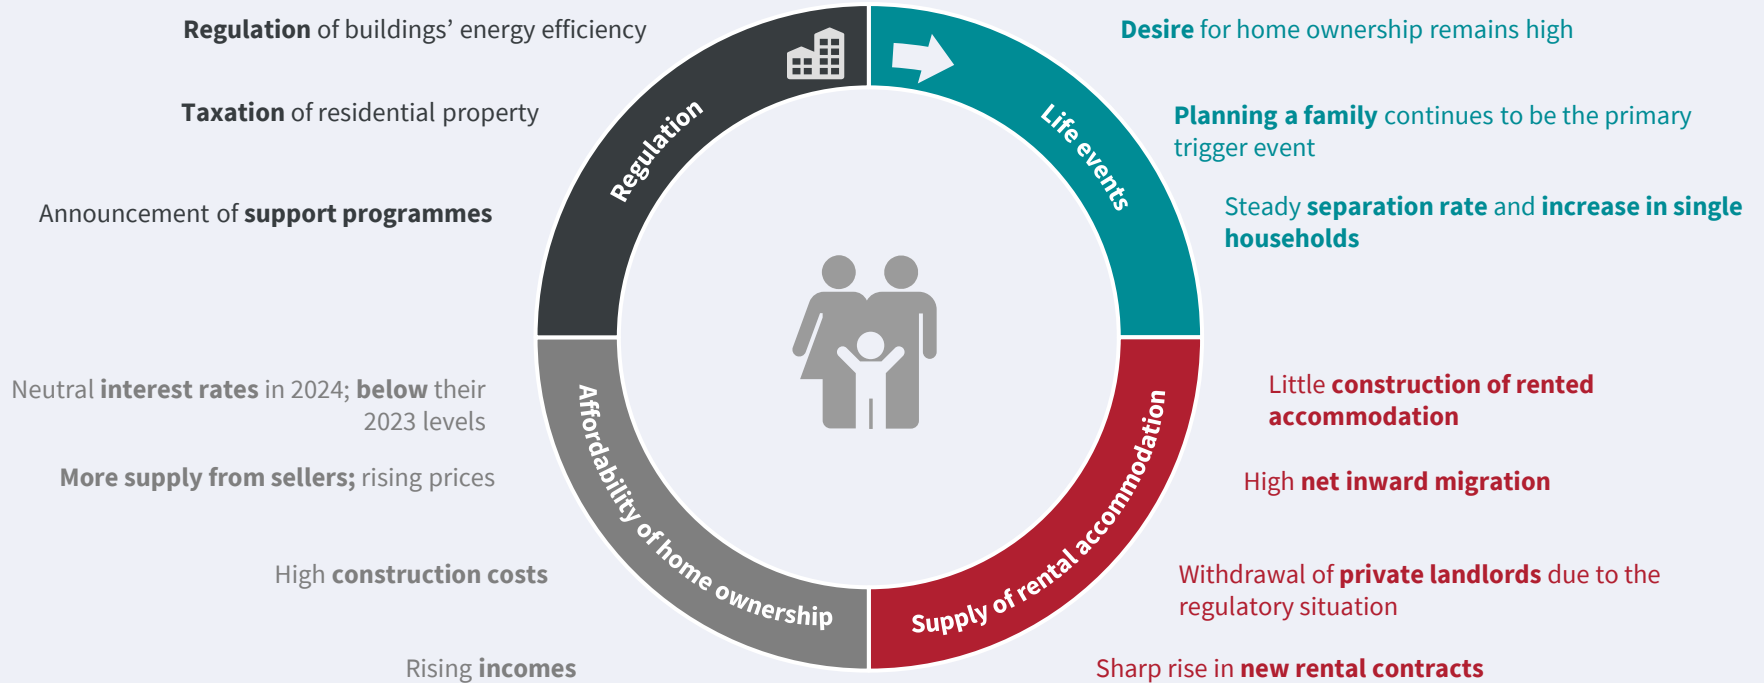 Regulation of buildings’ energy efficiency
Taxation of residential property
Announcement of support programmes
Regulation
Desire for home ownership remains high
Planning a family continues to be the primary
trigger event
Steady separation rate and increase in single
households
Life events
Neutral interest rates in 2024; below their
2023 levels
More supply from sellers; rising prices
High construction costs
Rising incomes
Affordability of home ownership
Little construction of rented
accommodation
High net inward migration
Withdrawal of private landlords due to the
regulatory situation
Sharp rise in new rental contracts
Supply of rental accommodation